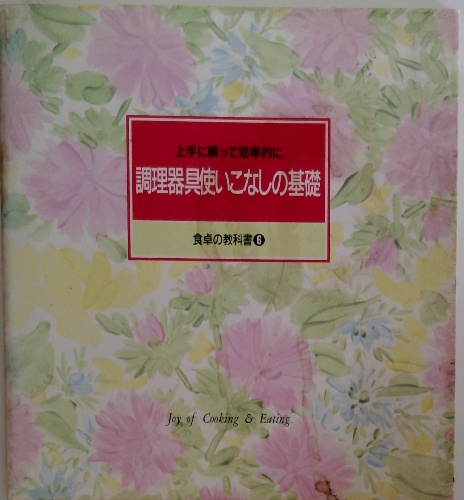 上手に揃って効率的に
調理器具使いこなしの基礎
食卓の教科書❻
Joy of Cooking & Eating